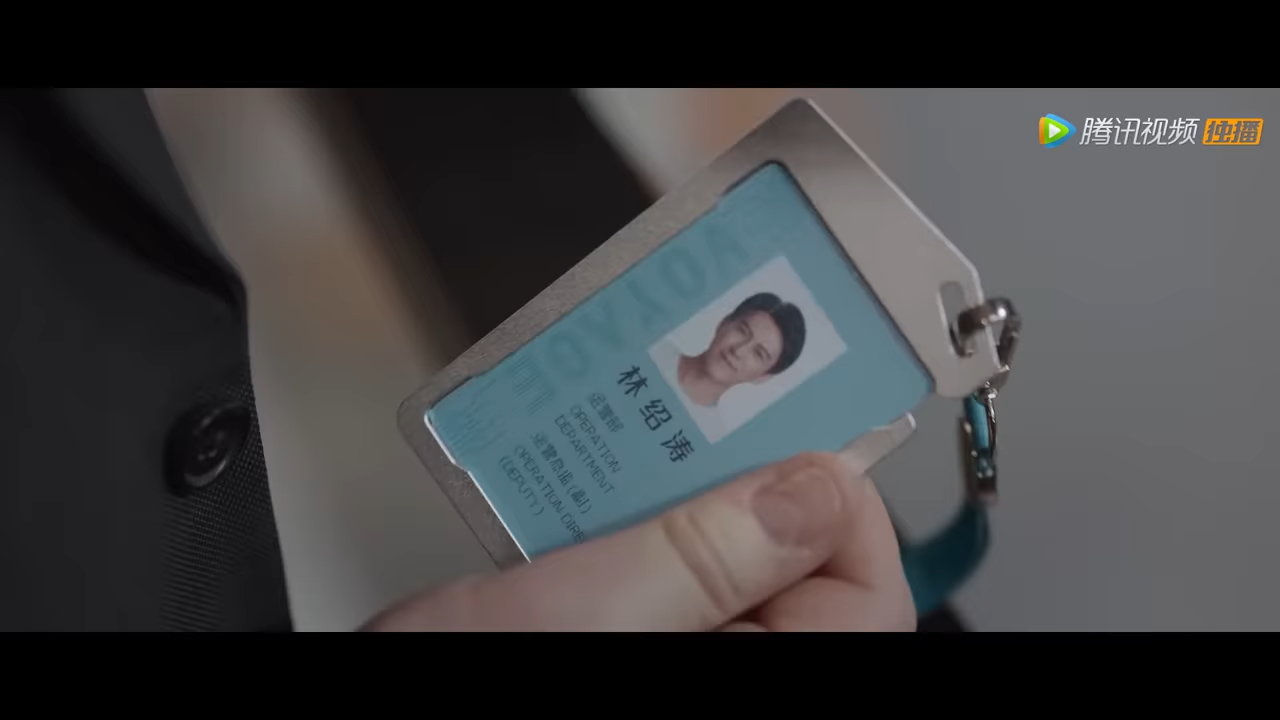 腾讯视频 独播
林绍涛
运营部
OPERATION
DEPARTMENT
运营总监(副)
OPERATION DIRE
(DEPUTY)